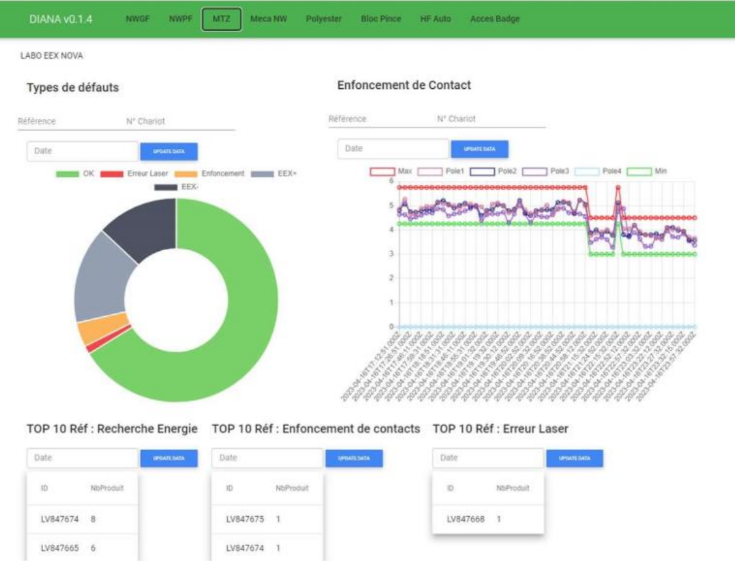 DIANA v0.1.4 NWGF NWPF MTZ Meca NW Polyester Bloc Pince HF Auto Acces Badge
LABO EEX NOVA
Types de défauts
Référence N° Chariot
Date UPDATE DATA
OK Erreur Laser Enfoncement EEX+
EEX-
Enfoncement de Contact
Référence N° Chariot
Date UPDATE DATA
Max Pole1 Pole2 Pole3 Pole4 Min
6
5
4
3
2
1
0
TOP 10 Réf : Recherche Energie
Date UPDATE DATA
ID NbProduit
LV847674 8
LV847665 6
TOP 10 Réf : Enfoncement de contacts
Date UPDATE DATA
ID NbProduit
LV847675 1
LV847674 1
TOP 10 Réf : Erreur Laser
Date UPDATE DATA
ID NbProduit
LV847668 1